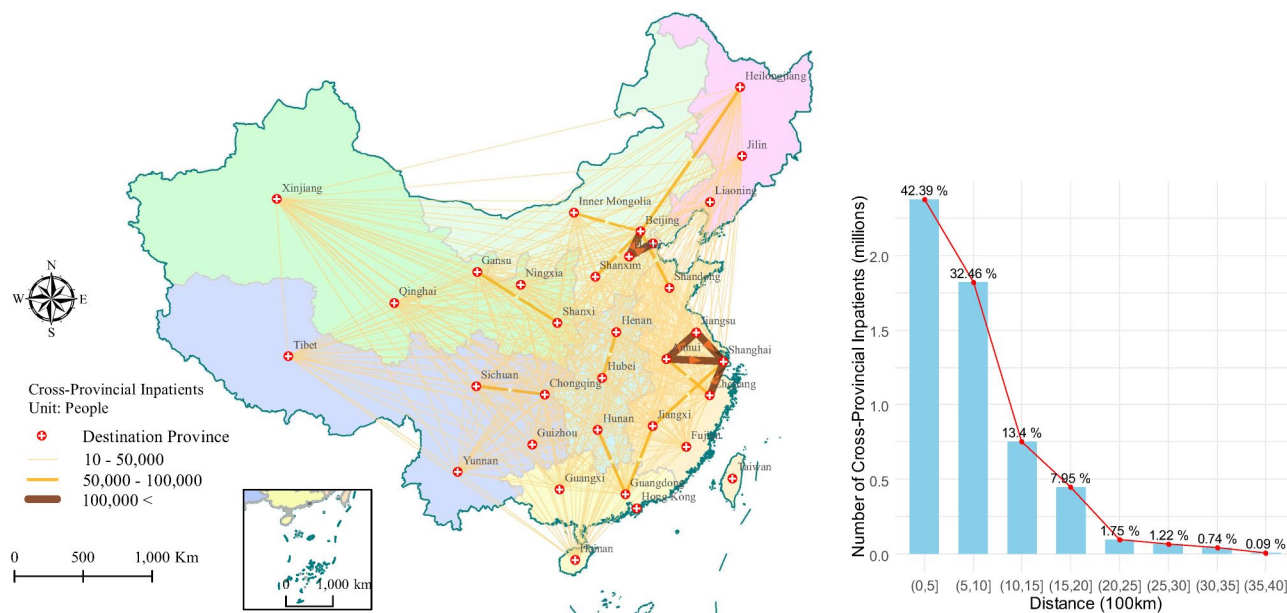 Heilongjiang
Jilin
Liaoning
Xinjiang
Inner Mongolia
Beijing
Gansu
Ningxia
Shanxim
Shandong
Qinghai
Shanxi
Henan
Jiangsu
Tibet
Anhui
Shanghai
Hubei
Sichuan
Chongqing
Zhejiang
Hunan
Jiangxi
Guizhou
Fujian
Yunnan
Guangxi
Guangdong
Hong Kong
Taiwan
Hainan
N
W
E
S
Cross-Provincial Inpatients
Unit: People
Destination Province
10 - 50,000
50,000 - 100,000
100,000 <
0 500 1,000 Km
0 1,000 km
Number of Cross-Provincial Inpatients (millions)
2.0
1.5
1.0
0.5
0.0
42.39 %
32.46 %
13.4 %
7.95 %
1.75 %
1.22 %
0.74 %
0.09 %
(0,5] (5,10] (10,15] (15,20] (20,25] (25,30] (30,35] (35,40]
Distance (100km)